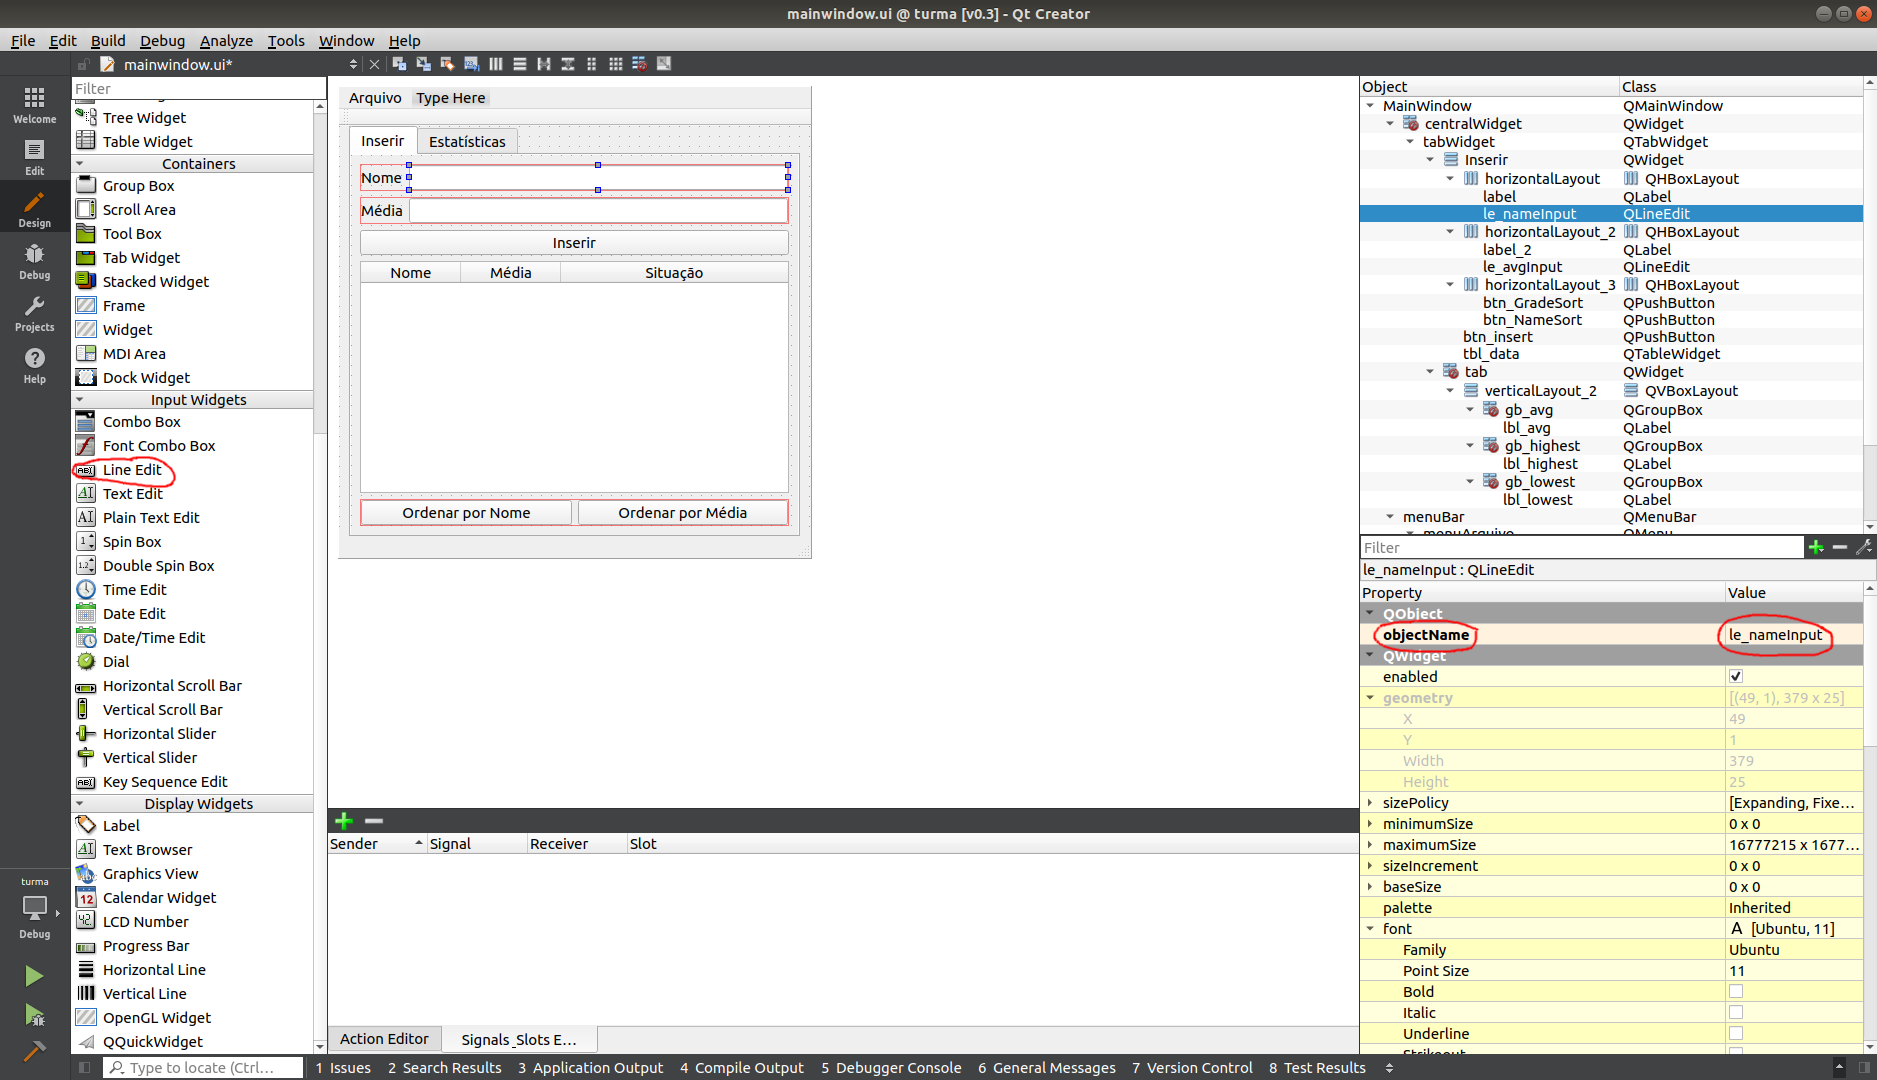 mainwindow.ui @ turma [v0.3] - Qt Creator
File Edit Build Debug Analyze Tools Window Help
mainwindow.ui*
Welcome
Edit
Design
Debug
Projects
Help
turma
Debug
Filter
Tree Widget
Table Widget
Containers
Group Box
Scroll Area
Tool Box
Tab Widget
Stacked Widget
Frame
Widget
MDI Area
Dock Widget
Input Widgets
Combo Box
Font Combo Box
Line Edit
Text Edit
Plain Text Edit
Spin Box
Double Spin Box
Time Edit
Date Edit
Date/Time Edit
Dial
Horizontal Scroll Bar
Vertical Scroll Bar
Horizontal Slider
Vertical Slider
Key Sequence Edit
Display Widgets
Label
Text Browser
Graphics View
Calendar Widget
LCD Number
Progress Bar
Horizontal Line
Vertical Line
OpenGL Widget
QQuickWidget
Arquivo Type Here
Inserir Estatísticas
Nome
Média
Inserir
Nome Média Situação
Ordenar por Nome Ordenar por Média
Sender Signal Receiver Slot
Action Editor Signals_Slots E...
Object Class
MainWindow QMainWindow
centralWidget QWidget
tabWidget QTabWidget
Inserir QWidget
horizontalLayout QHBoxLayout
label QLabel
le_nameInput QLineEdit
horizontalLayout_2 QHBoxLayout
label_2 QLabel
le_avgInput QLineEdit
horizontalLayout_3 QHBoxLayout
btn_GradeSort QPushButton
btn_NameSort QPushButton
btn_insert QPushButton
tbl_data QTableWidget
tab QWidget
verticalLayout_2 QVBoxLayout
gb_avg QGroupBox
lbl_avg QLabel
gb_highest QGroupBox
lbl_highest QLabel
gb_lowest QGroupBox
lbl_lowest QLabel
menuBar QMenuBar
menuArquivo QMenu
Filter
le_nameInput : QLineEdit
Property Value
QObject
objectName le_nameInput
QWidget
enabled
geometry [(49, 1), 379 x 25]
X 49
Y 1
Width 379
Height 25
sizePolicy [Expanding, Fixe...
minimumSize 0 x 0
maximumSize 16777215 x 1677...
sizeIncrement 0 x 0
baseSize 0 x 0
palette Inherited
font A [Ubuntu, 11]
Family Ubuntu
Point Size 11
Bold
Italic
Underline
Strikeout
Type to locate (Ctrl... 1 Issues 2 Search Results 3 Application Output 4 Compile Output 5 Debugger Console 6 General Messages 7 Version Control 8 Test Results